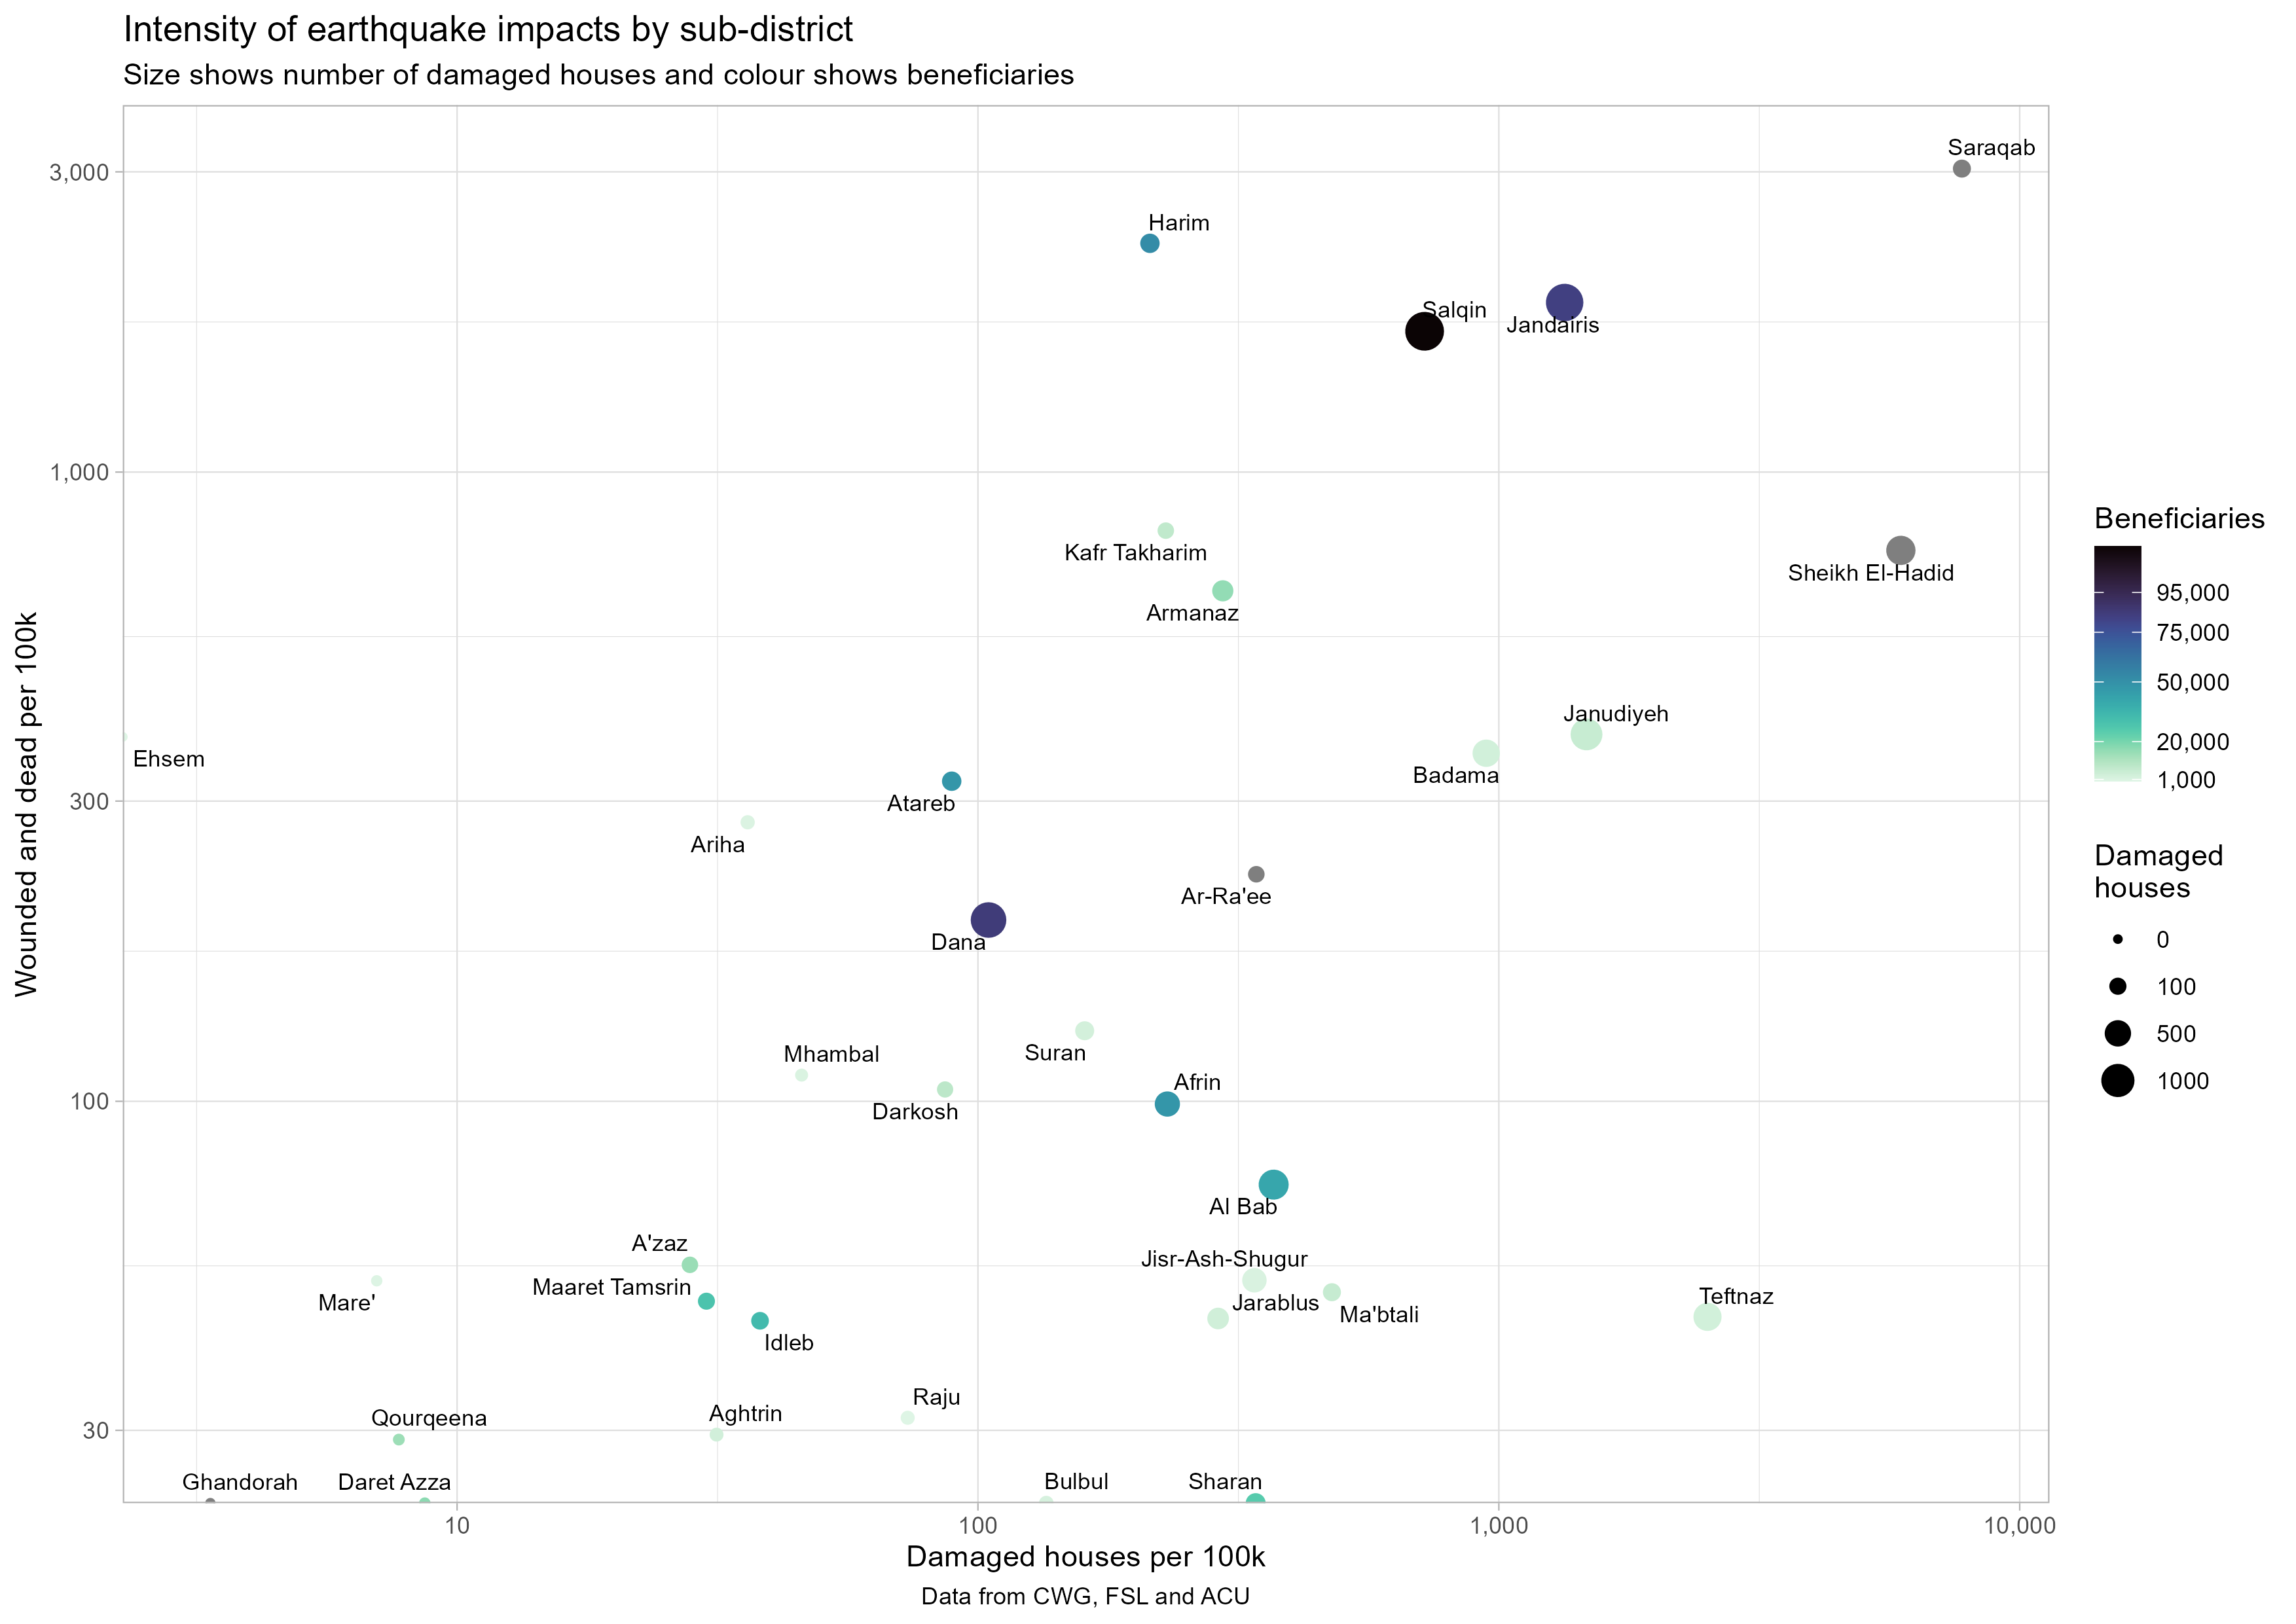 Intensity of earthquake impacts by sub-district
Size shows number of damaged houses and colour shows beneficiaries
Wounded and dead per 100k
3,000
1,000
300
100
30
Saraqab
Harim
Salqin
Jandairis
Kafr Takharim
Sheikh El-Hadid
Armanaz
Janudiyeh
Ehsem
Badama
Atareb
Ariha
Ar-Ra'ee
Dana
Suran
Mhambal
Afrin
Darkosh
Al Bab
A'zaz
Jisr-Ash-Shugur
Maaret Tamsrin
Mare'
Jarablus
Ma'btali
Teftnaz
Idleb
Raju
Aghtrin
Qourqeena
Ghandorah
Daret Azza
Bulbul
Sharan
10
100
1,000
10,000
Damaged houses per 100k
Data from CWG, FSL and ACU
Beneficiaries
95,000
75,000
50,000
20,000
1,000
Damaged
houses
0
100
500
1000